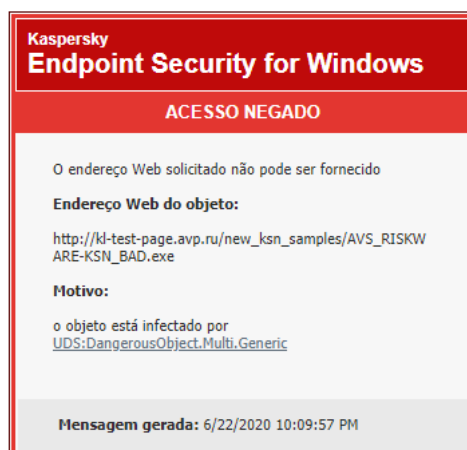 Kaspersky
Endpoint Security for Windows
ACESSO NEGADO
O endereço Web solicitado não pode ser fornecido
Endereço Web do objeto:
http://kl-test-page.avp.ru/new_ksn_samples/AVS_RISKW
ARE-KSN_BAD.exe
Motivo:
o objeto está infectado por
UDS:DangerousObject.Multi.Generic
Mensagem gerada: 6/22/2020 10:09:57 PM